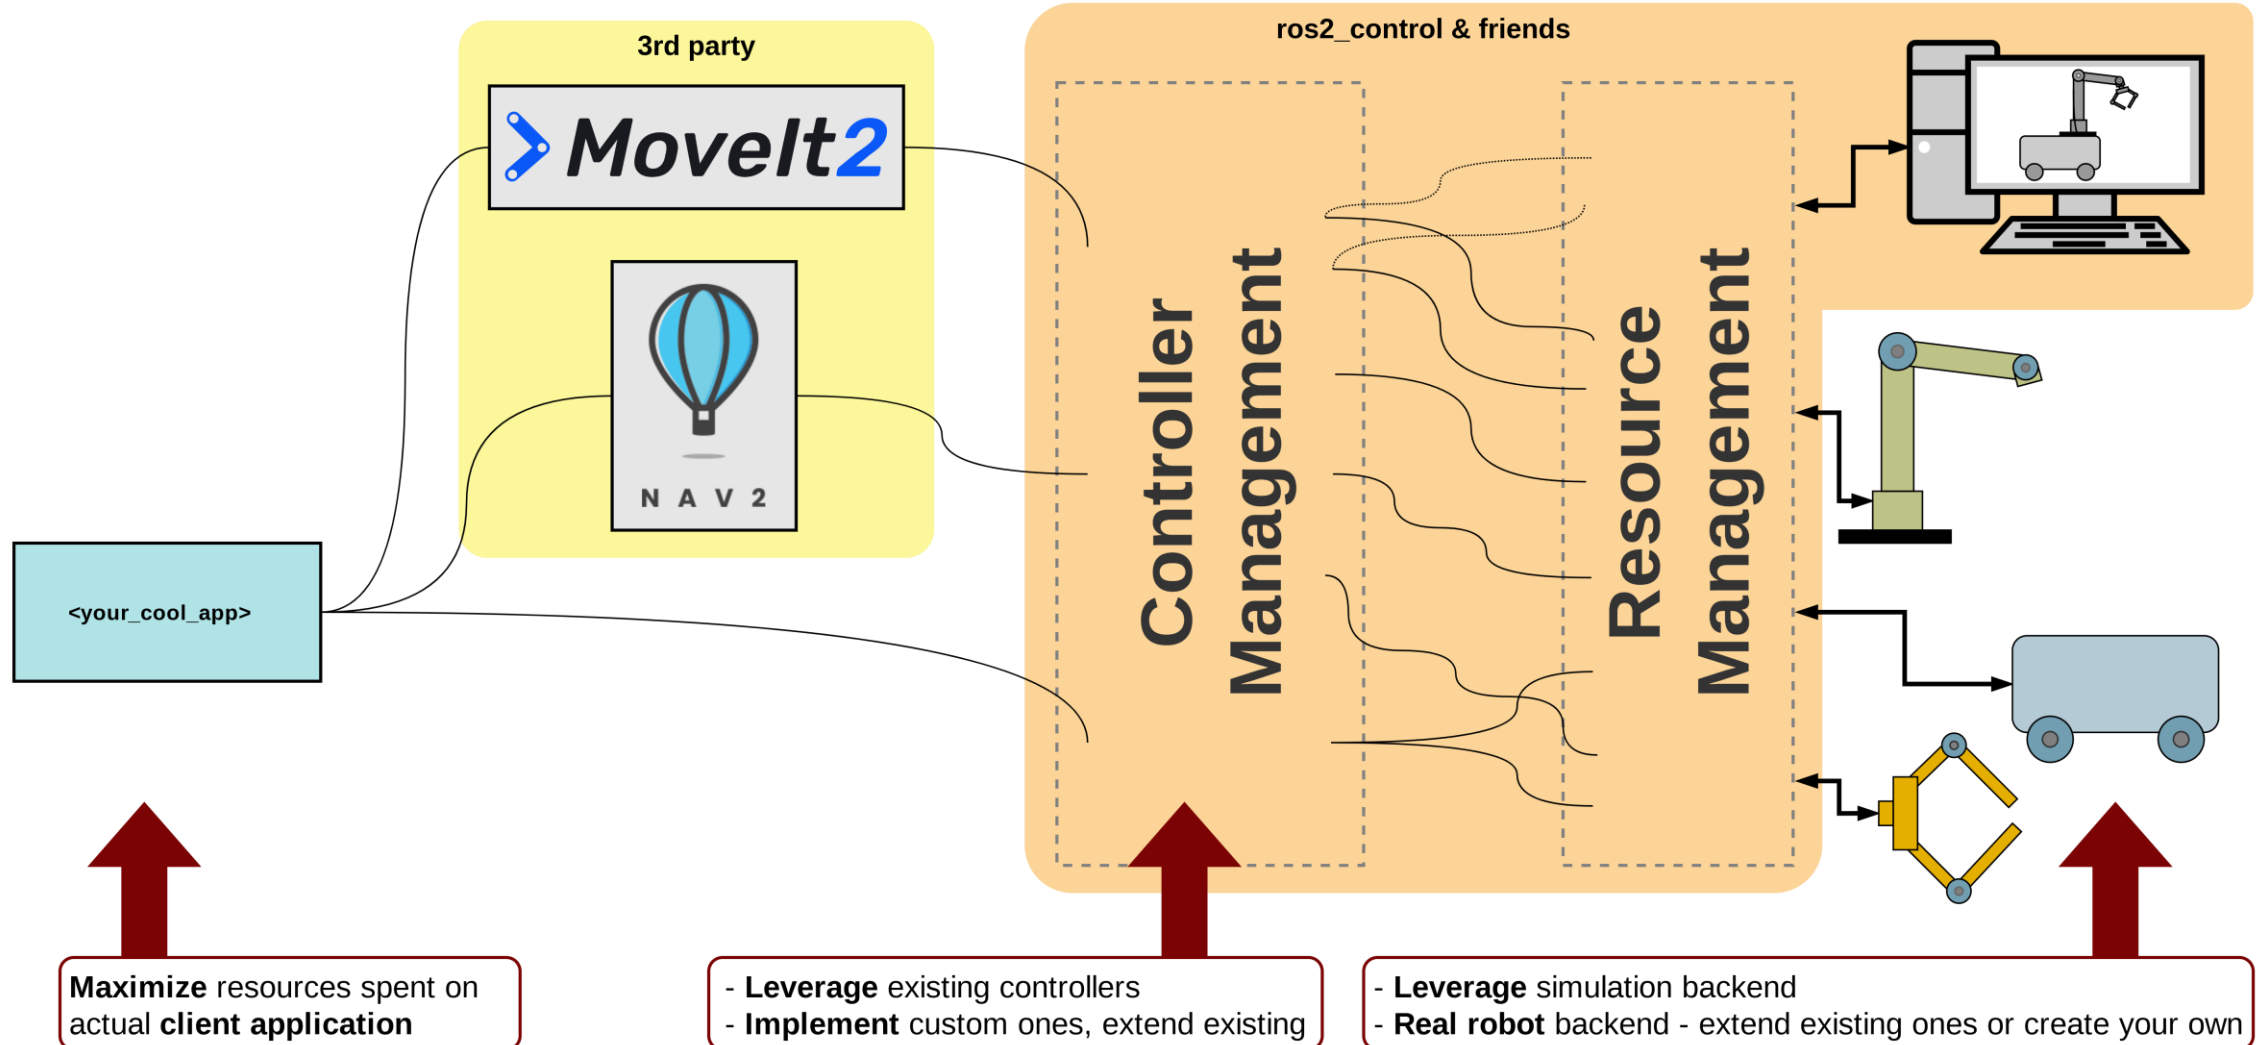 3rd party
ros2_control & friends
MoveIt2
NAV2
<your_cool_app>
Controller
Management
Resource
Management
Maximize resources spent on
actual client application
- Leverage existing controllers
- Implement custom ones, extend existing
- Leverage simulation backend
- Real robot backend - extend existing ones or create your own